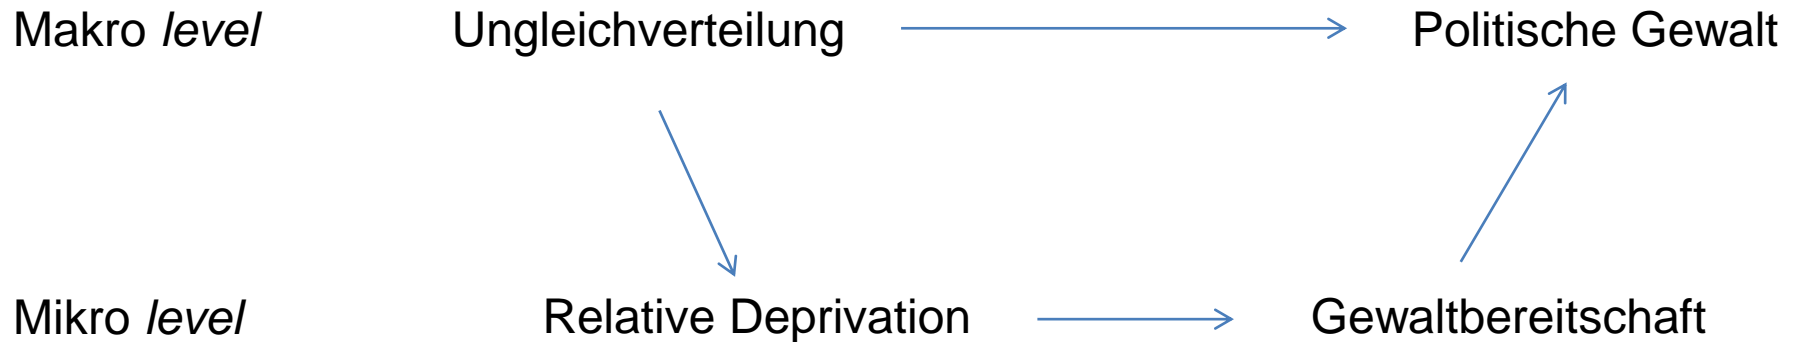 Makro level Ungleichverteilung Politische Gewalt
Mikro level Relative Deprivation Gewaltbereitschaft